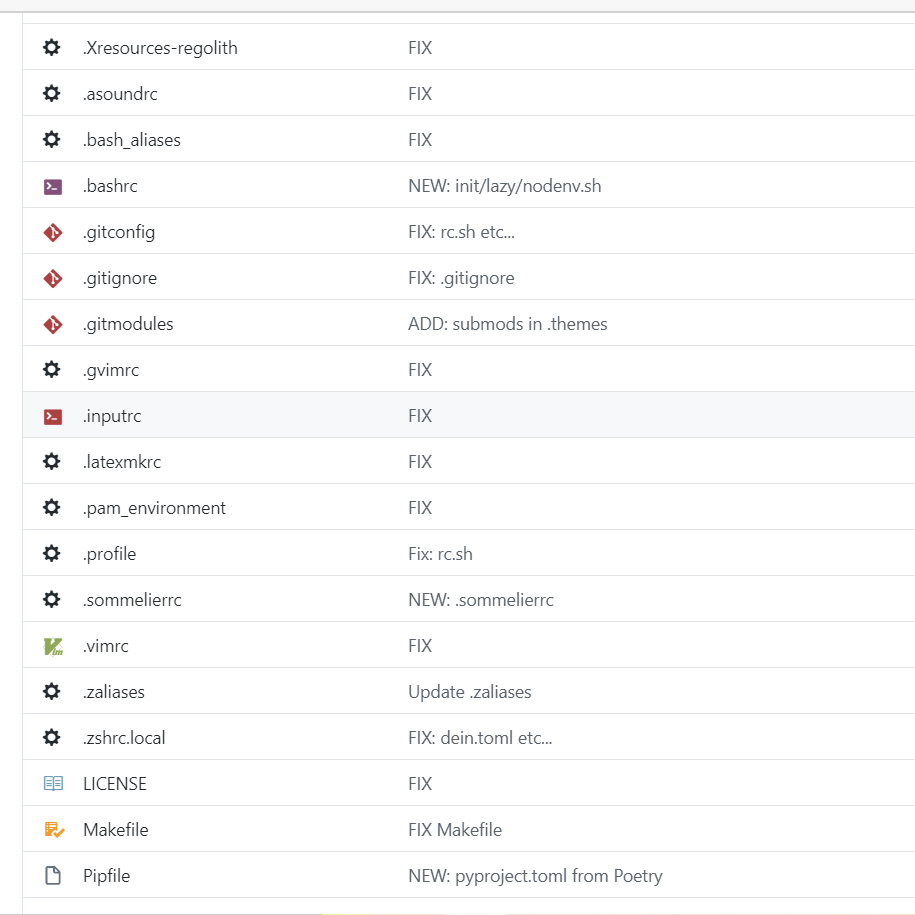 .Xresources-regolith FIX
.asoundrc FIX
.bash_aliases FIX
.bashrc NEW: init/lazy/nodenv.sh
.gitconfig FIX: rc.sh etc...
.gitignore FIX: .gitignore
.gitmodules ADD: submods in .themes
.gvimrc FIX
.inputrc FIX
.latexmkrc FIX
.pam_environment FIX
.profile Fix: rc.sh
.sommelierrc NEW: .sommelierrc
.vimrc FIX
.zaliases Update .zaliases
.zshrc.local FIX: dein.toml etc...
LICENSE FIX
Makefile FIX Makefile
Pipfile NEW: pyproject.toml from Poetry